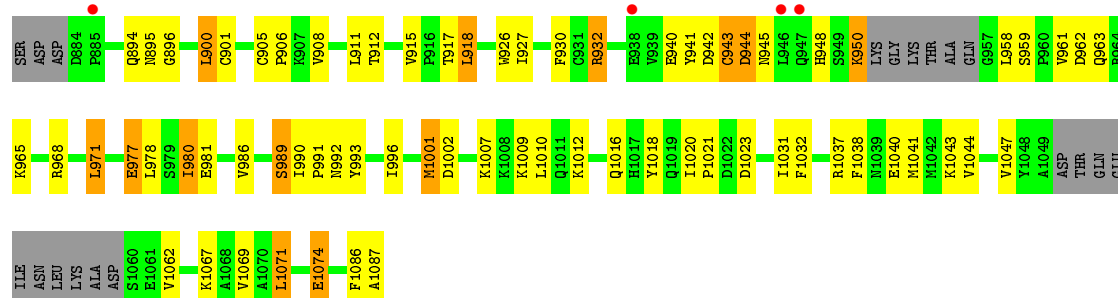 SER ASP ASP D884 P885 Q894 N895 G896 L900 C901 C905 P906 K907 V908 L911 T912 V915 P916 T917 L918 W926 I927 F930 C931 R932 E938 V939 E940 Y941 D942 C943 D944 N945 L946 Q947 H948 S949 K950 LYS GLY LYS THR ALA GLN G957 L958 S959 P960 V961 D962 Q963 R964
K965 R968 L971 E977 L978 S979 I980 E981 V986 S989 I990 P991 N992 Y993 I996 M1001 D1002 K1007 K1008 K1009 L1010 Q1011 K1012 Q1016 H1017 Y1018 Q1019 I1020 P1021 D1022 D1023 I1031 F1032 R1037 F1038 N1039 E1040 M1041 M1042 K1043 V1044 V1047 Y1048 A1049 ASP THR GLN GLU
ILE ASN LEU LYS ALA ASP S1060 E1061 V1062 K1067 A1068 V1069 A1070 L1071 E1074 F1086 A1087